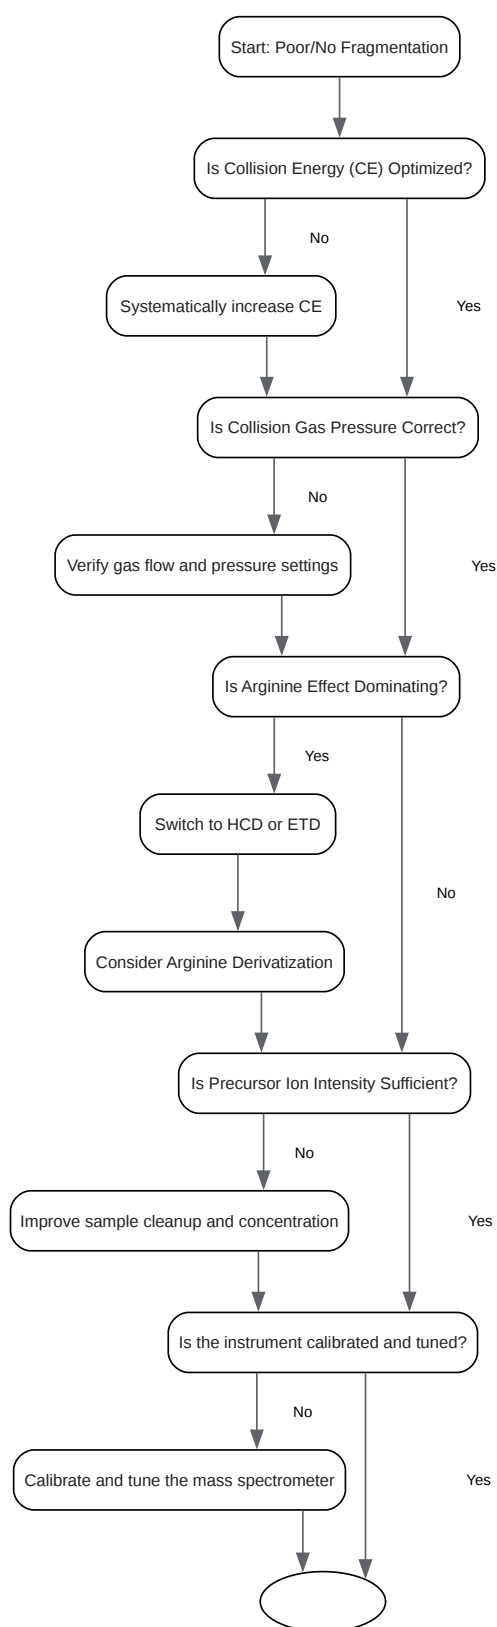 Start: Poor/No Fragmentation
Is Collision Energy (CE) Optimized?
No
Systematically increase CE
Yes
Is Collision Gas Pressure Correct?
No
Verify gas flow and pressure settings
Yes
Is Arginine Effect Dominating?
Yes
Switch to HCD or ETD
No
Consider Arginine Derivatization
Is Precursor Ion Intensity Sufficient?
No
Improve sample cleanup and concentration
Yes
Is the instrument calibrated and tuned?
No
Calibrate and tune the mass spectrometer
Yes